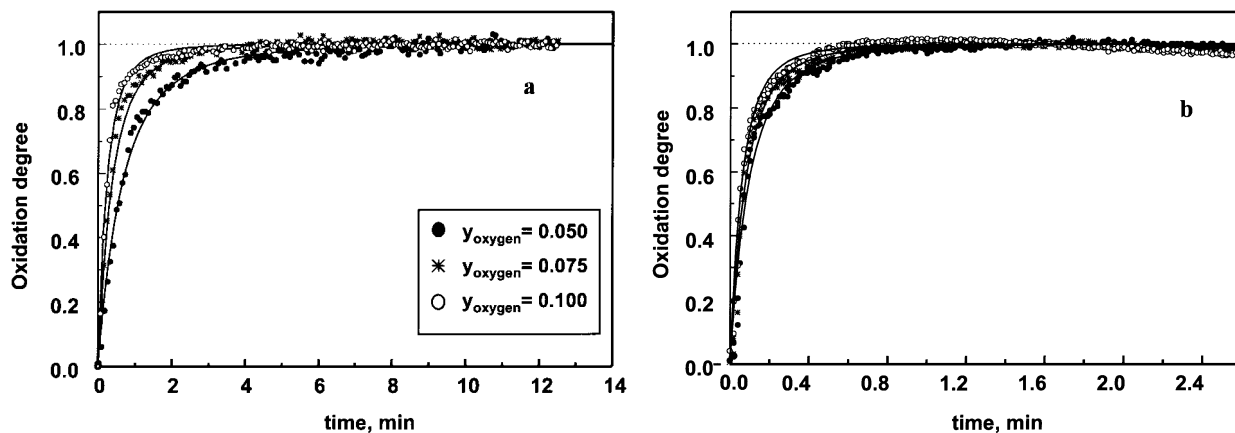 1.0
0.8
0.6
0.4
0.2
0.0
Oxidation degree
0 2 4 6 8 10 12 14
time, min
a
y_oxygen = 0.050
y_oxygen = 0.075
y_oxygen = 0.100
1.0
0.8
0.6
0.4
0.2
0.0
Oxidation degree
0.0 0.4 0.8 1.2 1.6 2.0 2.4
time, min
b